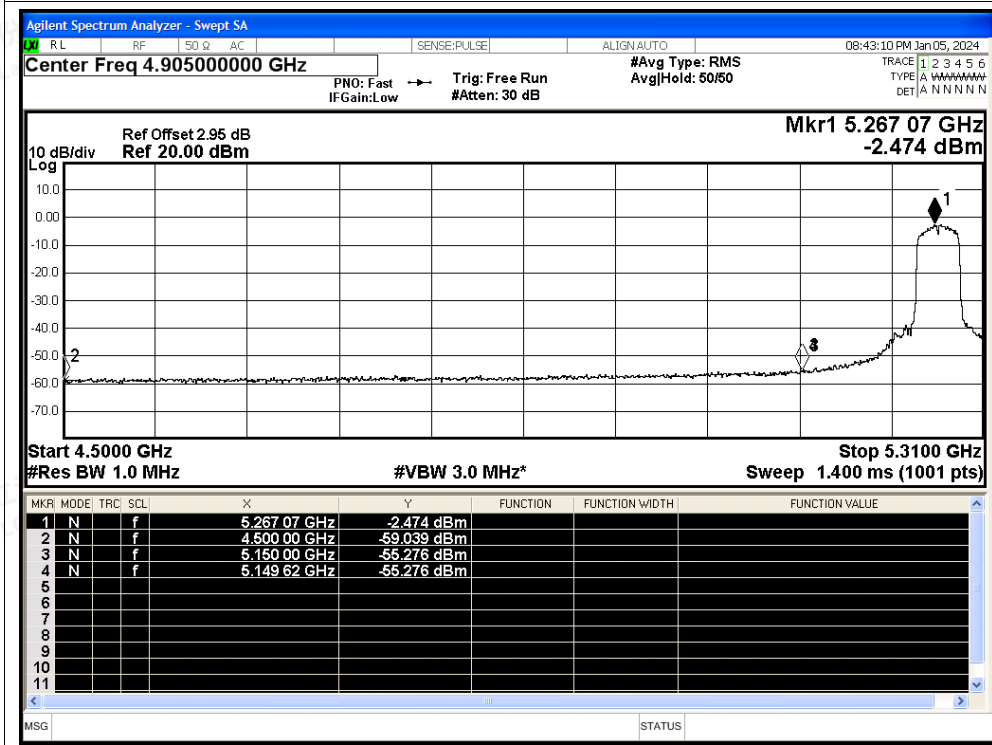 Agilent Spectrum Analyzer - Swept SA
LXI RL RF 50 Ω AC SENSE:PULSE ALIGN AUTO 08:43:10 PM Jan 05, 2024
Center Freq 4.905000000 GHz
PNO: Fast
IFGain:Low
Trig: Free Run
#Atten: 30 dB
#Avg Type: RMS
Avg|Hold: 50/50
TRACE 1 2 3 4 5 6
TYPE A WWWWW
DET A N N N N N
Mkr1 5.267 07 GHz
-2.474 dBm
Ref Offset 2.95 dB
10 dB/div Ref 20.00 dBm
Log
10.0
0.00
-10.0
-20.0
-30.0
-40.0
-50.0
-60.0
-70.0
1
2
3
Start 4.5000 GHz
Stop 5.3100 GHz
#Res BW 1.0 MHz
#VBW 3.0 MHz*
Sweep 1.400 ms (1001 pts)
MKR MODE TRC SCL X Y FUNCTION FUNCTION WIDTH FUNCTION VALUE
1 N f 5.267 07 GHz -2.474 dBm
2 N f 4.500 00 GHz -59.039 dBm
3 N f 5.150 00 GHz -55.276 dBm
4 N f 5.149 62 GHz -55.276 dBm
5
6
7
8
9
10
11
MSG STATUS